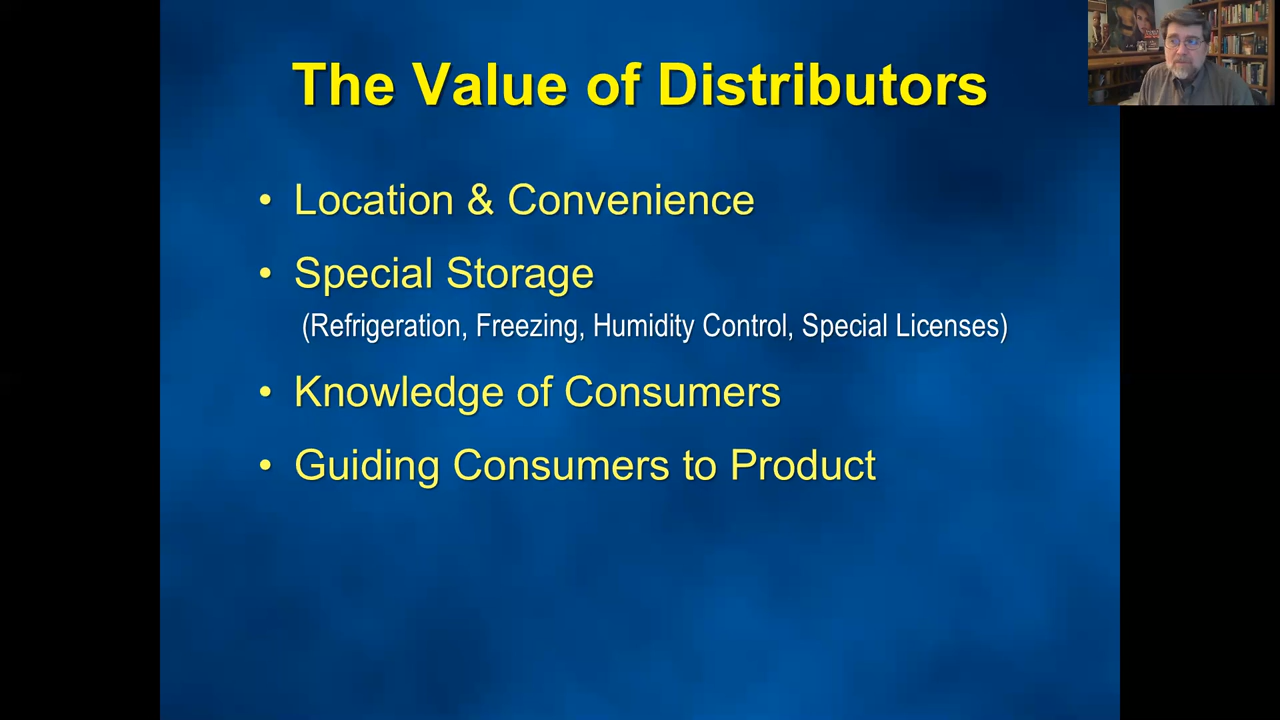 The Value of Distributors
• Location & Convenience
• Special Storage
(Refrigeration, Freezing, Humidity Control, Special Licenses)
• Knowledge of Consumers
• Guiding Consumers to Product